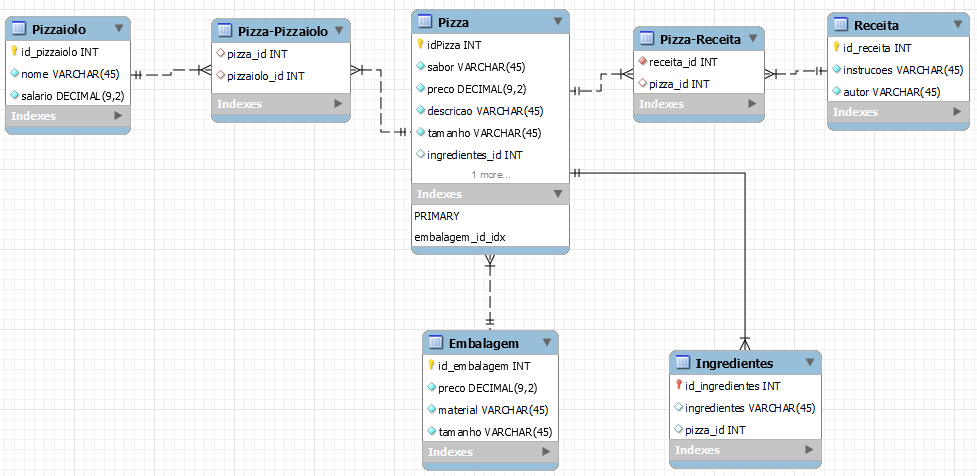 Pizzaiolo
id_pizzaiolo INT
nome VARCHAR(45)
salario DECIMAL(9,2)
Indexes
Pizza-Pizzaiolo
pizza_id INT
pizzaiolo_id INT
Indexes
Pizza
idPizza INT
sabor VARCHAR(45)
preco DECIMAL(9,2)
descricao VARCHAR(45)
tamanho VARCHAR(45)
ingredientes_id INT
1 more...
Indexes
PRIMARY
embalagem_id_idx
Pizza-Receita
receita_id INT
pizza_id INT
Indexes
Receita
id_receita INT
instrucoes VARCHAR(45)
autor VARCHAR(45)
Indexes
Embalagem
id_embalagem INT
preco DECIMAL(9,2)
material VARCHAR(45)
tamanho VARCHAR(45)
Indexes
Ingredientes
id_ingredientes INT
ingredientes VARCHAR(45)
pizza_id INT
Indexes